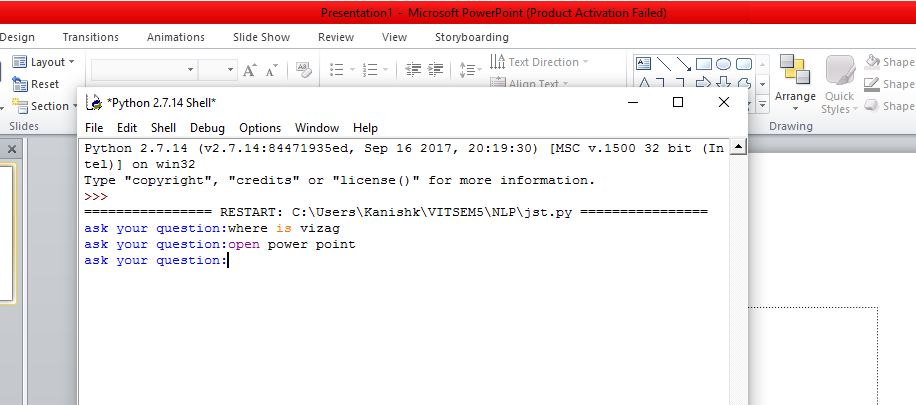 Presentation1 - Microsoft PowerPoint (Product Activation Failed)
Design Transitions Animations Slide Show Review View Storyboarding
Layout
Reset
Section
Slides
A A
Aa
Text Direction
Align Text
A
Arrange
Quick
Styles
Shape
Shape
Shape
Drawing
*Python 2.7.14 Shell*
File Edit Shell Debug Options Window Help
Python 2.7.14 (v2.7.14:84471935ed, Sep 16 2017, 20:19:30) [MSC v.1500 32 bit (In
tel)] on win32
Type "copyright", "credits" or "license()" for more information.
>>>
================ RESTART: C:\Users\Kanishk\VITSEM5\NLP\jst.py ================
ask your question:where is vizag
ask your question:open power point
ask your question: